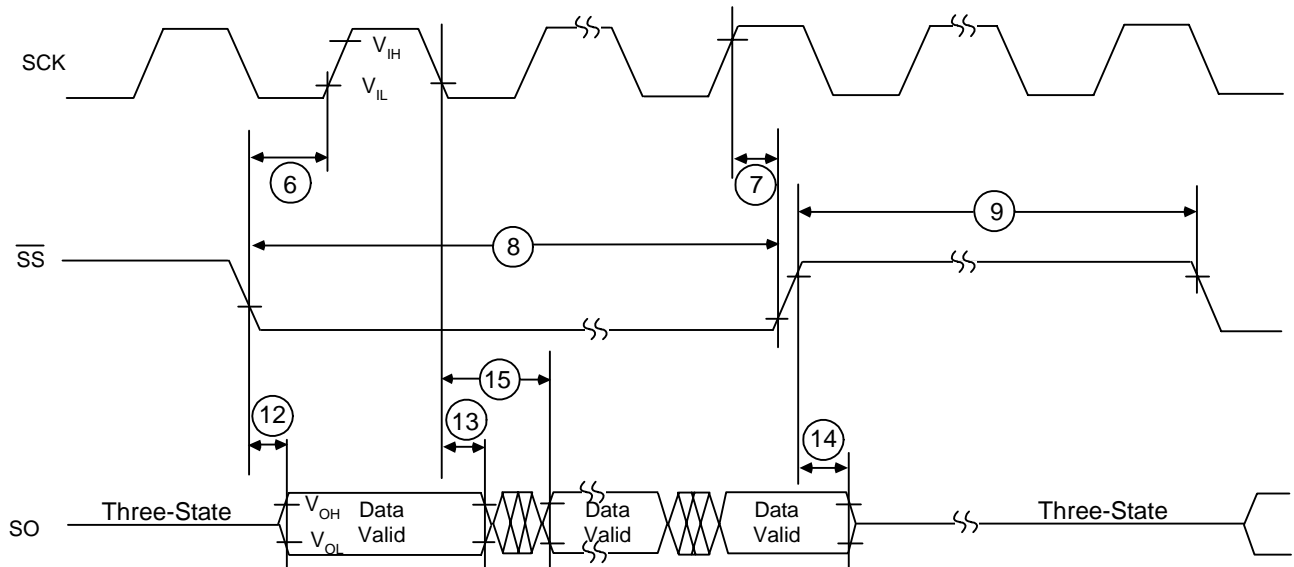 SCK
V_IH
V_IL
6
7
9
8
SS
15
12
13
14
Three-State
V_OH
Data Valid
Data Valid
Data Valid
Three-State
SO
V_OL